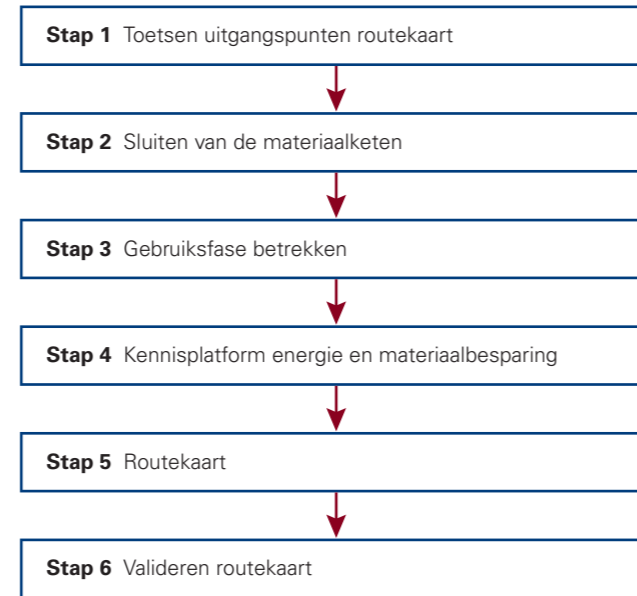 Stap 1 Toetsen uitgangspunten routekaart
Stap 2 Sluiten van de materiaalketen
Stap 3 Gebruiksfase betrekken
Stap 4 Kennisplatform energie en materiaalbesparing
Stap 5 Routekaart
Stap 6 Valideren routekaart